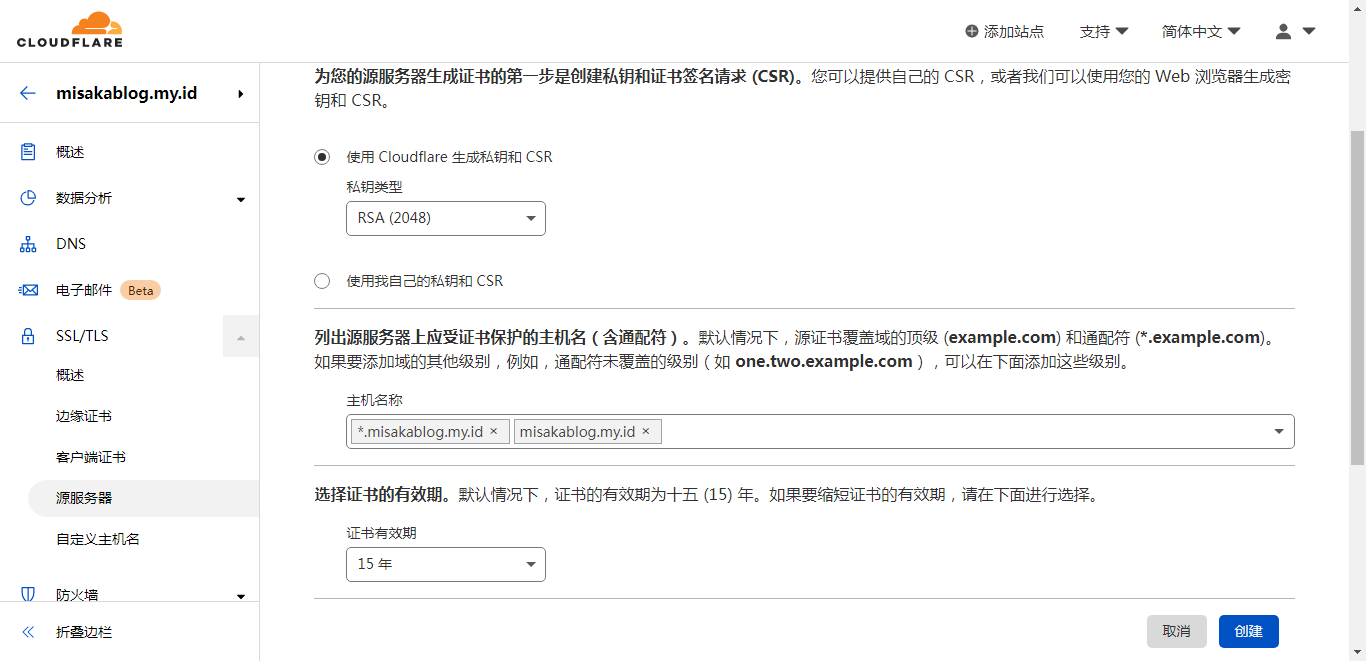 CLOUDFLARE
添加站点
支持
简体中文
misakablog.my.id
概述
数据分析
DNS
电子邮件 Beta
SSL/TLS
概述
边缘证书
客户端证书
源服务器
自定义主机名
防火墙
折叠边栏
为您的源服务器生成证书的第一步是创建私钥和证书签名请求 (CSR)。您可以提供自己的 CSR，或者我们可以使用您的 Web 浏览器生成密
钥和 CSR。
使用 Cloudflare 生成私钥和 CSR
私钥类型
RSA (2048)
使用我自己的私钥和 CSR
列出源服务器上应受证书保护的主机名（含通配符）。默认情况下，源证书覆盖域的顶级 (example.com) 和通配符 (*.example.com)。
如果要添加域的其他级别，例如，通配符未覆盖的级别（如 one.two.example.com ），可以在下面添加这些级别。
主机名称
*.misakablog.my.id × misakablog.my.id ×
选择证书的有效期。默认情况下，证书的有效期为十五 (15) 年。如果要缩短证书的有效期，请在下面进行选择。
证书有效期
15 年
取消
创建